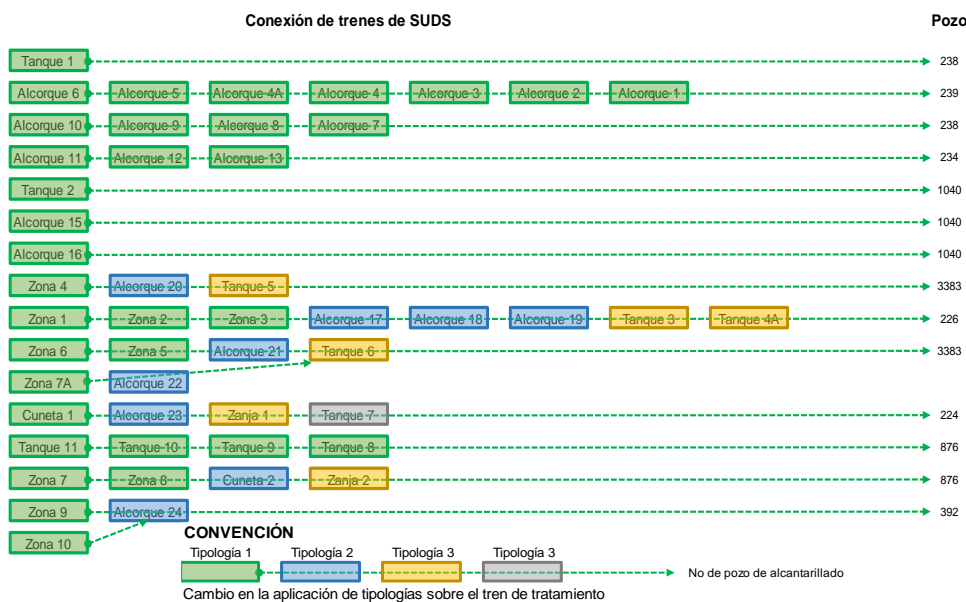 Conexión de trenes de SUDS Pozo
Tanque 1 238
Alcorque 6 Alcorque 5 Alcorque 4A Alcorque 4 Alcorque 3 Alcorque 2 Alcorque 1 239
Alcorque 10 Alcorque 9 Alcorque 8 Alcorque 7 238
Alcorque 11 Alcorque 12 Alcorque 13 234
Tanque 2 1040
Alcorque 15 1040
Alcorque 16 1040
Zona 4 Alcorque 20 Tanque 5 3383
Zona 1 Zona 2 Zona 3 Alcorque 17 Alcorque 18 Alcorque 19 Tanque 3 Tanque 4A 226
Zona 6 Zona 5 Alcorque 21 Tanque 6 3383
Zona 7A Alcorque 22
Cuneta 1 Alcorque 23 Zanja 1 Tanque 7 224
Tanque 11 Tanque 10 Tanque 9 Tanque 8 876
Zona 7 Zona 8 Cuneta 2 Zanja 2 876
Zona 9 Alcorque 24 392
Zona 10
CONVENCIÓN
Tipología 1 Tipología 2 Tipología 3 Tipología 3
No de pozo de alcantarillado
Cambio en la aplicación de tipologías sobre el tren de tratamiento